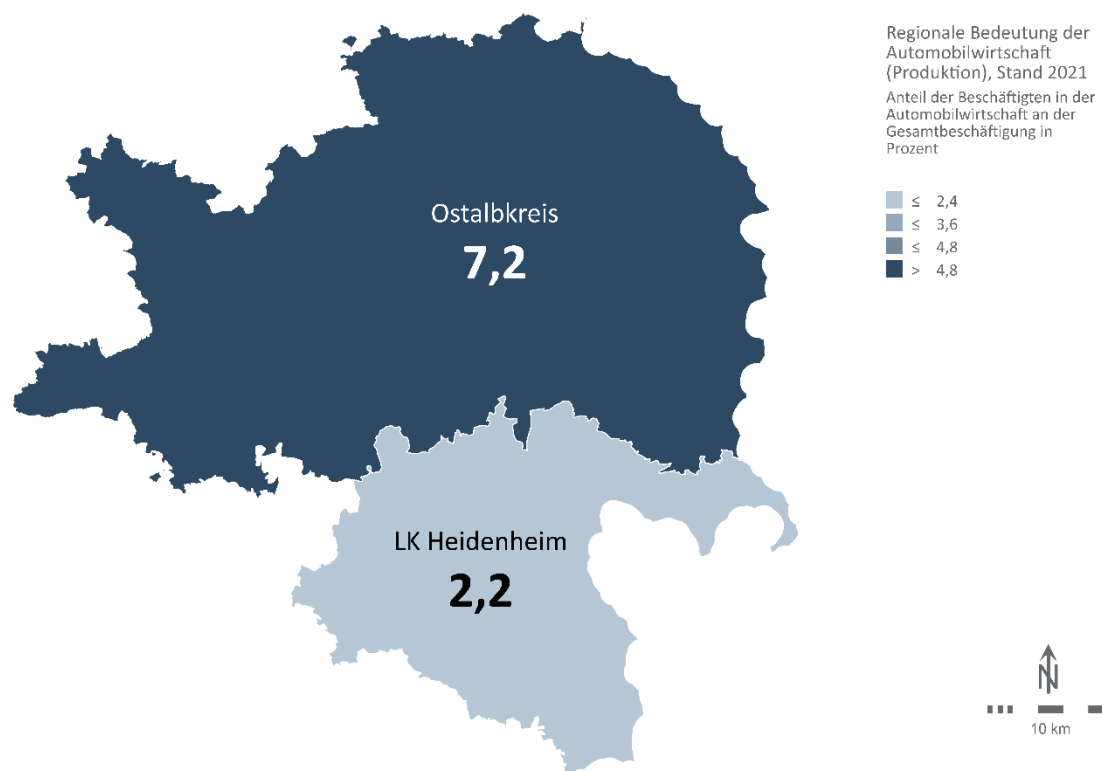 Regionale Bedeutung der
Automobilwirtschaft
(Produktion), Stand 2021
Anteil der Beschäftigten in der
Automobilwirtschaft an der
Gesamtbeschäftigung in
Prozent
≤ 2,4
≤ 3,6
≤ 4,8
> 4,8
Ostalbkreis
7,2
LK Heidenheim
2,2
N
10 km